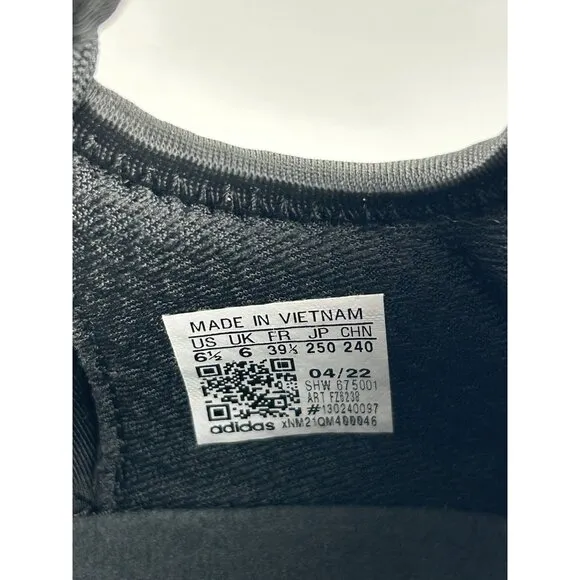 MADE IN VIETNAM
US UK FR JP CHN
6½ 6 39⅓ 250 240
04/22
SHW 675001
ART FZ8238
#130240097
adidas xNM21QM400046